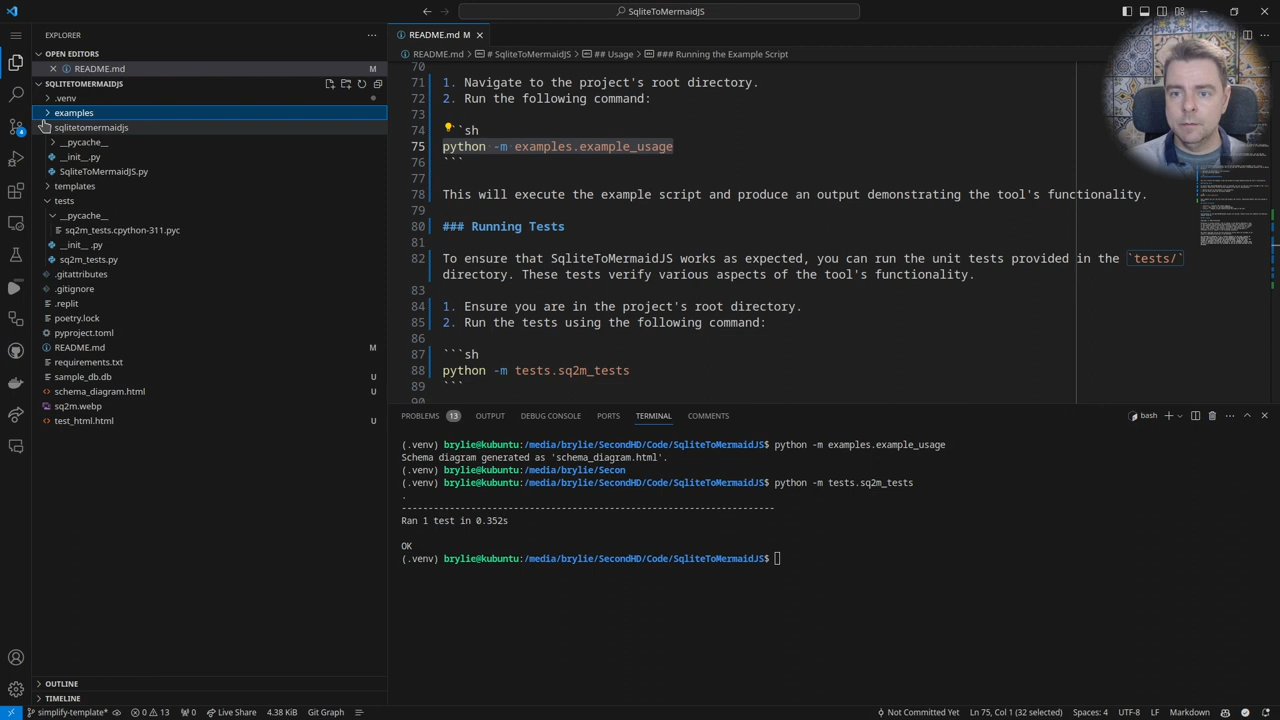 SqliteToMermaidJS
EXPLORER
OPEN EDITORS
README.md M
SQLITETOMERMAIDJS
.venv
examples
sqlitetomermaidjs
__pycache__
__init__.py
SqliteToMermaidJS.py
templates
tests
__pycache__
sq2m_tests.cpython-311.pyc
__init__ .py
sq2m_tests.py
.gitattributes
.gitignore
.replit
poetry.lock
pyproject.toml
README.md M
requirements.txt
sample_db.db U
schema_diagram.html U
sq2m.webp
test_html.html U
OUTLINE
TIMELINE
README.md M
README.md > # SqliteToMermaidJS > ## Usage > ### Running the Example Script
70
71 1. Navigate to the project's root directory.
72 2. Run the following command:
73
74 ```sh
75 python -m examples.example_usage
76 ```
77
78 This will execute the example script and produce an output demonstrating the tool's functionality.
79
80 ### Running Tests
81
82 To ensure that SqliteToMermaidJS works as expected, you can run the unit tests provided in the `tests/`
directory. These tests verify various aspects of the tool's functionality.
83
84 1. Ensure you are in the project's root directory.
85 2. Run the tests using the following command:
86
87 ```sh
88 python -m tests.sq2m_tests
89 ```
90
PROBLEMS 13 OUTPUT DEBUG CONSOLE PORTS TERMINAL COMMENTS bash
(.venv) brylie@kubuntu:/media/brylie/SecondHD/Code/SqliteToMermaidJS$ python -m examples.example_usage
Schema diagram generated as 'schema_diagram.html'.
(.venv) brylie@kubuntu:/media/brylie/Secon
(.venv) brylie@kubuntu:/media/brylie/SecondHD/Code/SqliteToMermaidJS$ python -m tests.sq2m_tests
.
----------------------------------------------------------------------
Ran 1 test in 0.352s
OK
(.venv) brylie@kubuntu:/media/brylie/SecondHD/Code/SqliteToMermaidJS$
4
simplify-template* 0 13 0 Live Share 4.38 KiB Git Graph Not Committed Yet Ln 75, Col 1 (32 selected) Spaces: 4 UTF-8 LF Markdown